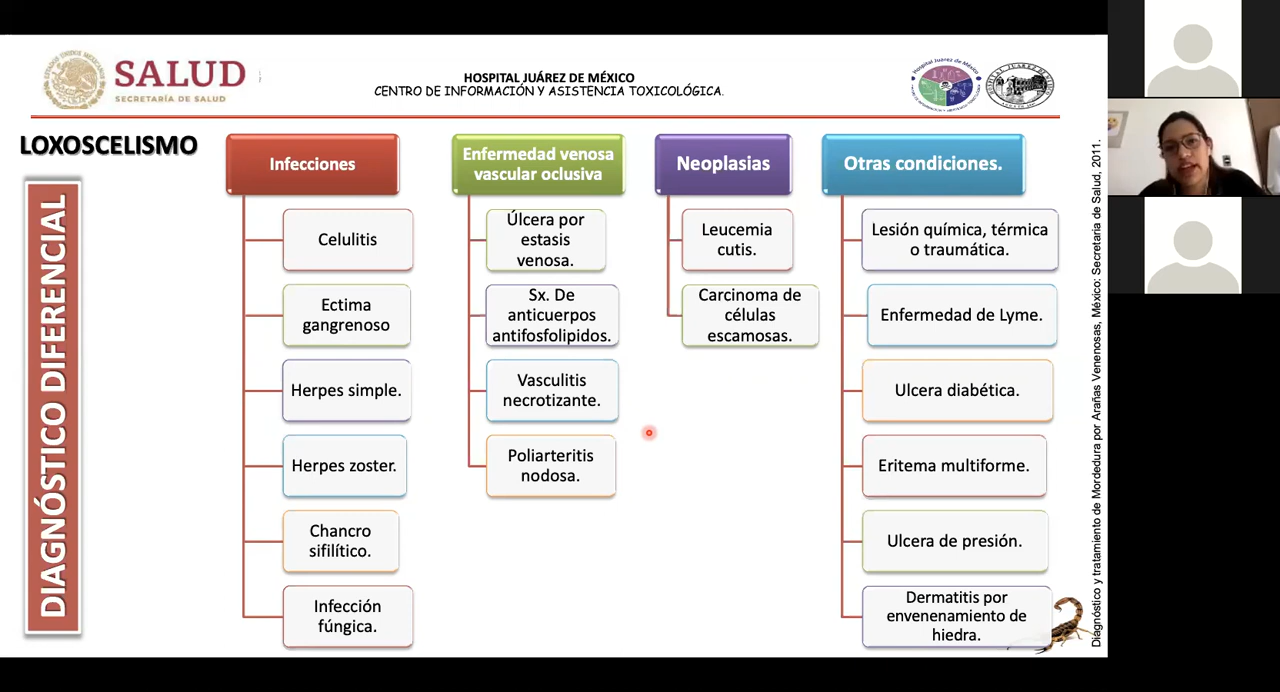 SALUD
SECRETARÍA DE SALUD
HOSPITAL JUÁREZ DE MÉXICO
CENTRO DE INFORMACIÓN Y ASISTENCIA TOXICOLÓGICA.
LOXOSCELISMO
DIAGNÓSTICO DIFERENCIAL
Infecciones
Celulitis
Ectima
gangrenoso
Herpes simple.
Herpes zoster.
Chancro
sifilítico.
Infección
fúngica.
Enfermedad venosa
vascular oclusiva
Úlcera por
estasis
venosa.
Sx. De
anticuerpos
antifosfolipidos.
Vasculitis
necrotizante.
Poliarteritis
nodosa.
Neoplasias
Leucemia
cutis.
Carcinoma de
células
escamosas.
Otras condiciones.
Lesión química, térmica
o traumática.
Enfermedad de Lyme.
Ulcera diabética.
Eritema multiforme.
Ulcera de presión.
Dermatitis por
envenenamiento de
hiedra.
Diagnóstico y tratamiento de Mordedura por Arañas Venenosas, México: Secretaría de Salud, 2011.